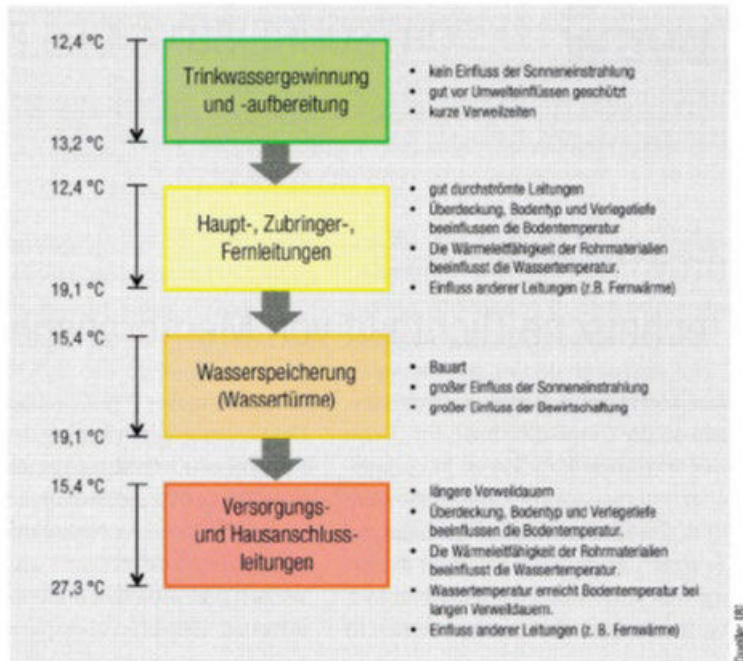 12,4 °C
Trinkwassergewinnung
und -aufbereitung
13,2 °C
• kein Einfluss der Sonneneinstrahlung
• gut vor Umwelteinflüssen geschützt
• kurze Verweilzeiten
12,4 °C
Haupt-, Zubringer-,
Fernleitungen
19,1 °C
• gut durchströmte Leitungen
• Überdeckung, Bodentyp und Verlegetiefe
beeinflussen die Bodentemperatur
• Die Wärmeleitfähigkeit der Rohrmaterialien
beeinflusst die Wassertemperatur.
• Einfluss anderer Leitungen (z.B. Fernwärme)
15,4 °C
Wasserspeicherung
(Wassertürme)
19,1 °C
• Bauart
• großer Einfluss der Sonneneinstrahlung
• großer Einfluss der Bewirtschaftung
15,4 °C
Versorgungs-
und Hausanschluss-
leitungen
27,3 °C
• längere Verweildauern
• Überdeckung, Bodentyp und Verlegetiefe
beeinflussen die Bodentemperatur.
• Die Wärmeleitfähigkeit der Rohrmaterialien
beeinflusst die Wassertemperatur.
• Wassertemperatur erreicht Bodentemperatur bei
langen Verweildauern.
• Einfluss anderer Leitungen (z. B. Fernwärme)